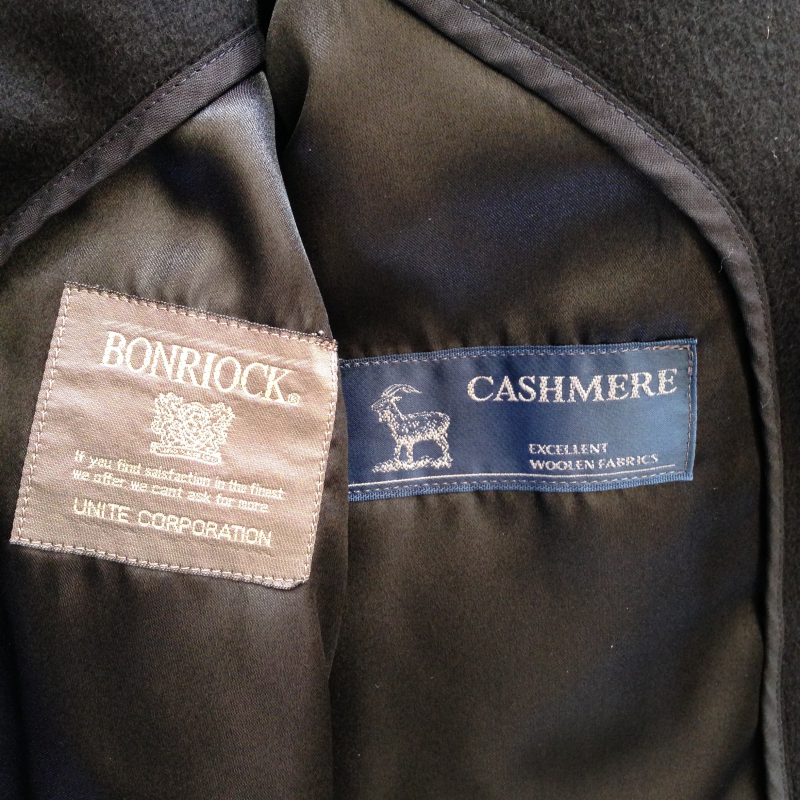 BONRIOCK®
If you find satisfaction in the finest
we offer we cant ask for more
UNITE CORPORATION
CASHMERE
EXCELLENT
WOOLEN FABRICS